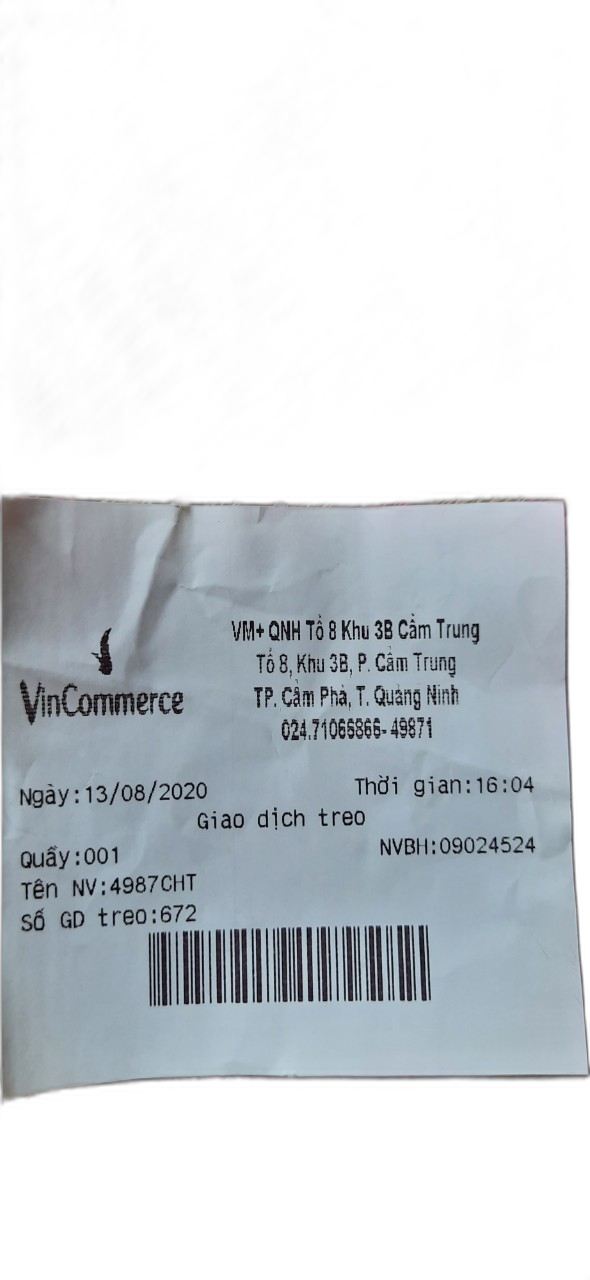 VinCommerce
VM+ QNH Tổ 8 Khu 3B Cẩm Trung
Tổ 8, Khu 3B, P. Cẩm Trung
TP. Cẩm Phả, T. Quảng Ninh
024.71066866-49871
Ngày:13/08/2020 Thời gian:16:04
Giao dịch treo
Quầy:001 NVBH:09024524
Tên NV:4987CHT
Số GD treo:672